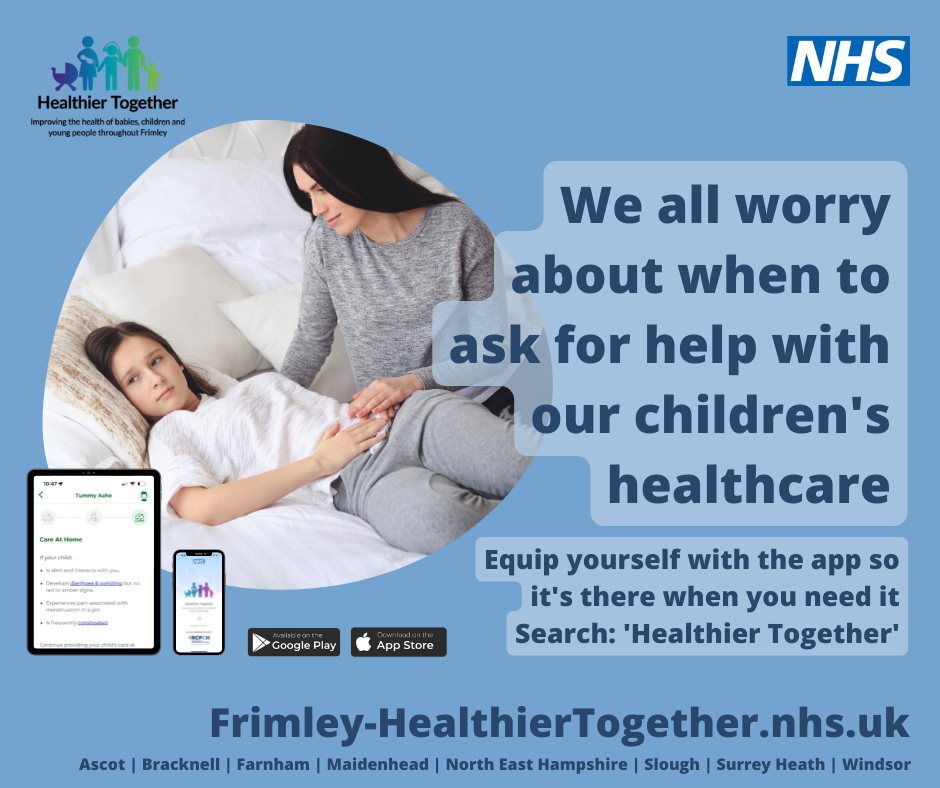 Healthier Together
Improving the health of babies, children and
young people throughout Frimley
NHS
We all worry
about when to
ask for help with
our children's
healthcare
Equip yourself with the app so
it's there when you need it
Search: 'Healthier Together'
10:47
Tummy Ache
Care At Home
If your child:
Is alert and interacts with you.
Develops diarrhoea & vomiting but no
red or amber signs.
Experiences pain associated with
menstruation in a girl.
Is frequently constipated.
Continue providing your child's care at
NHS
Healthier Together
Available on the
Google Play
Download on the
App Store
Frimley-HealthierTogether.nhs.uk
Ascot | Bracknell | Farnham | Maidenhead | North East Hampshire | Slough | Surrey Heath | Windsor